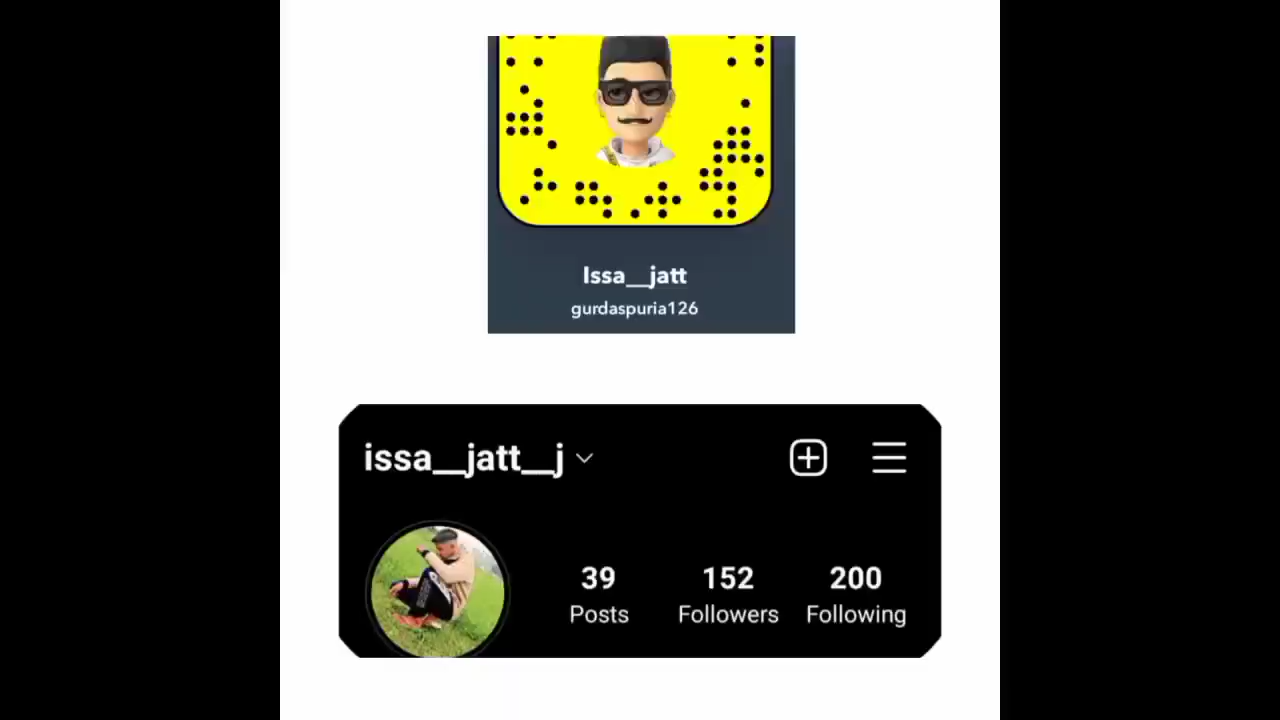 Issa__jatt
gurdaspuria126
issa__jatt__j
39 152 200
Posts Followers Following